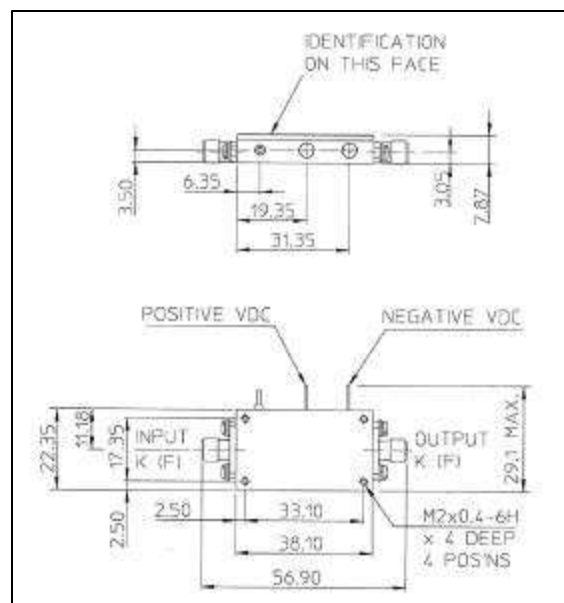 IDENTIFICATION
ON THIS FACE
3.50
6.35
19.35
31.35
3.05
7.87
POSITIVE VDC
NEGATIVE VDC
22.35
11.18
17.35
INPUT
K (F)
OUTPUT
K (F)
29.1 MAX.
2.50
2.50
33.10
38.10
56.90
M2x0.4-6H
x 4 DEEP
4 POS'NS